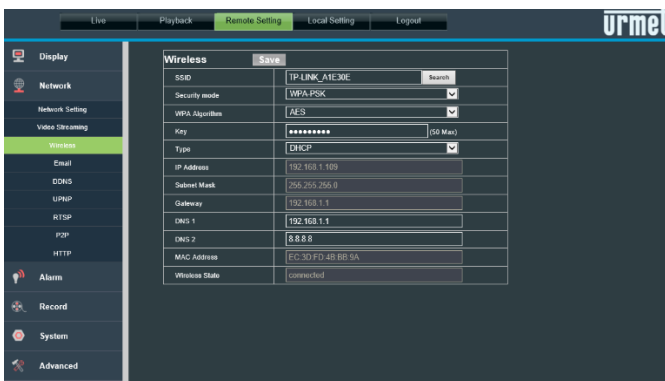 Live Playback Remote Setting Local Setting Logout
urmet
Display
Network
Network Setting
Video Streaming
Wireless
Email
DDNS
UPNP
RTSP
P2P
HTTP
Alarm
Record
System
Advanced
Wireless Save
SSID TP-LINK_A1E30E Search
Security mode WPA-PSK
WPA Algorithm AES
Key ●●●●●●●●● (50 Max)
Type DHCP
IP Address 192.168.1.109
Subnet Mask 255.255.255.0
Gateway 192.168.1.1
DNS 1 192.168.1.1
DNS 2 8.8.8.8
MAC Address EC:3D:FD:4B:BB:9A
Wireless State connected